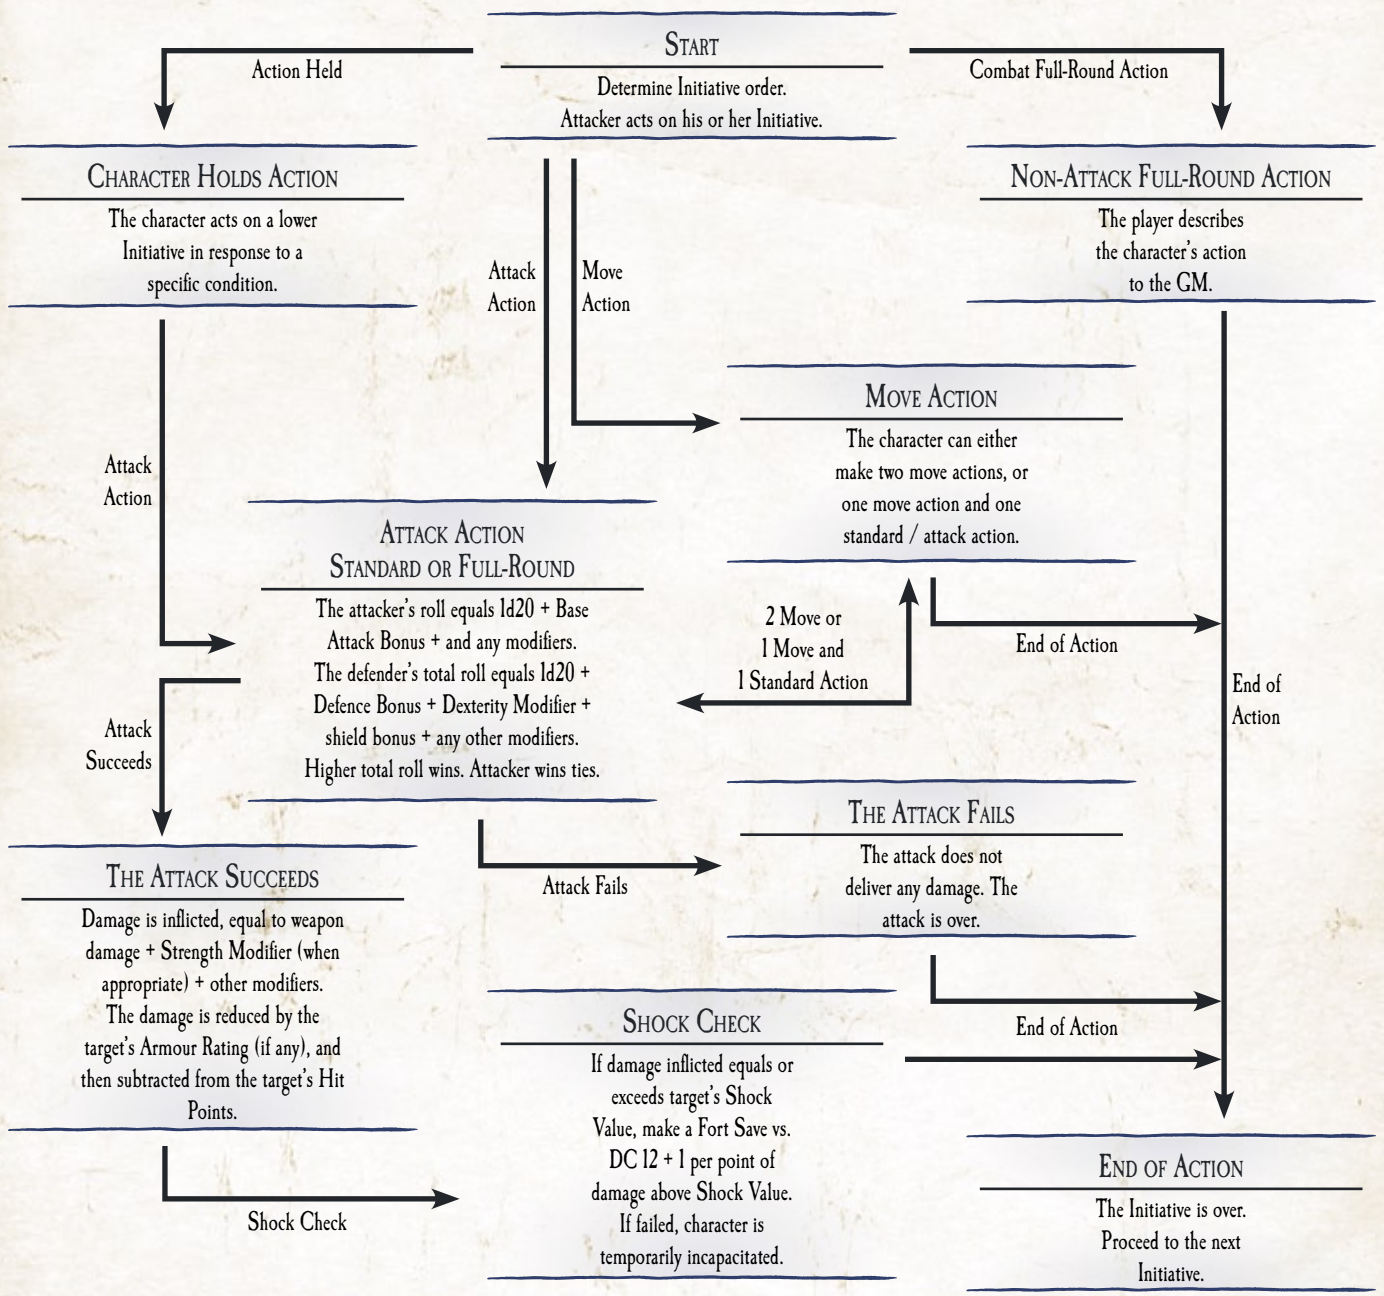 START
Determine Initiative order.
Attacker acts on his or her Initiative.
Action Held
Combat Full-Round Action
CHARACTER HOLDS ACTION
The character acts on a lower
Initiative in response to a
specific condition.
NON-ATTACK FULL-ROUND ACTION
The player describes
the character's action
to the GM.
Attack
Action
Move
Action
MOVE ACTION
The character can either
make two move actions, or
one move action and one
standard / attack action.
Attack
Action
ATTACK ACTION
STANDARD OR FULL-ROUND
The attacker's roll equals 1d20 + Base
Attack Bonus + and any modifiers.
The defender's total roll equals 1d20 +
Defence Bonus + Dexterity Modifier +
shield bonus + any other modifiers.
Higher total roll wins. Attacker wins ties.
2 Move or
1 Move and
1 Standard Action
End of Action
End of
Action
Attack
Succeeds
THE ATTACK FAILS
The attack does not
deliver any damage. The
attack is over.
Attack Fails
THE ATTACK SUCCEEDS
Damage is inflicted, equal to weapon
damage + Strength Modifier (when
appropriate) + other modifiers.
The damage is reduced by the
target's Armour Rating (if any), and
then subtracted from the target's Hit
Points.
End of Action
SHOCK CHECK
If damage inflicted equals or
exceeds target's Shock
Value, make a Fort Save vs.
DC 12 + 1 per point of
damage above Shock Value.
If failed, character is
temporarily incapacitated.
Shock Check
END OF ACTION
The Initiative is over.
Proceed to the next
Initiative.